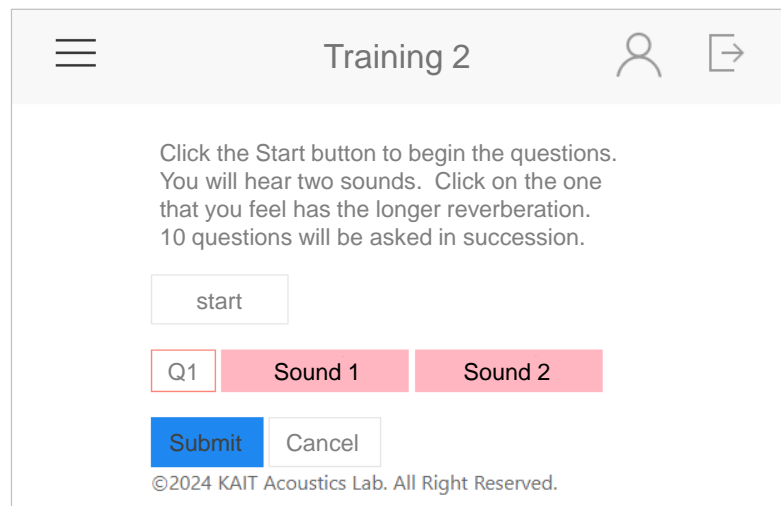 Training 2
Click the Start button to begin the questions.
You will hear two sounds.  Click on the one
that you feel has the longer reverberation.
10 questions will be asked in succession.
start
Q1 Sound 1 Sound 2
Submit Cancel
©2024 KAIT Acoustics Lab. All Right Reserved.